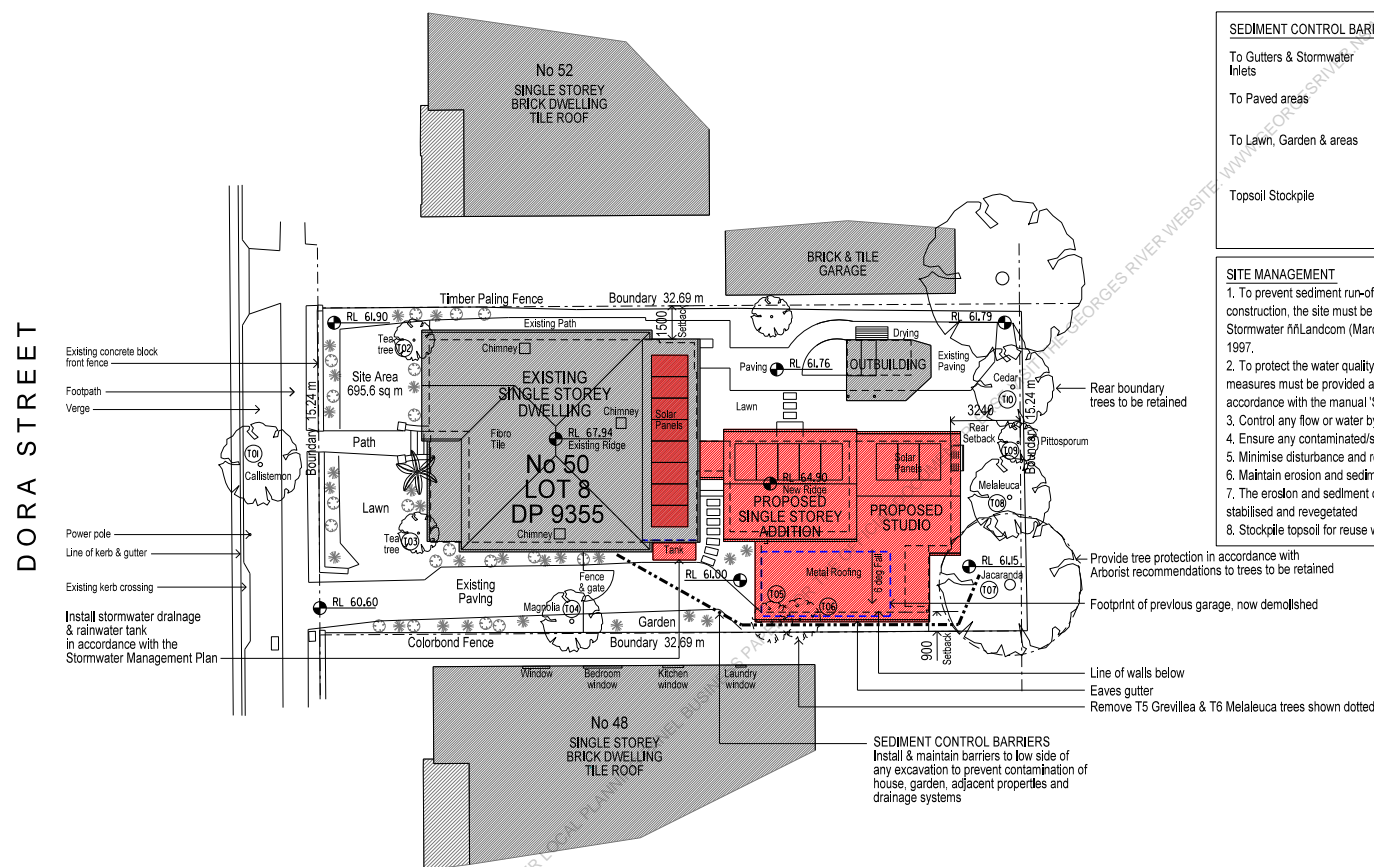 DORA STREET
No 52
SINGLE STOREY
BRICK DWELLING
TILE ROOF
BRICK & TILE
GARAGE
SEDIMENT CONTROL
To Gutters & Stormwater
Inlets
To Paved areas
To Lawn, Garden & areas
Topsoil Stockpile
SITE MANAGEMENT
1. To prevent sediment
construction, the site must be
Stormwater ññLandcom
1997.
2. To protect the water quality
measures must be provided
accordance with the manual
3. Control any flow or water
4. Ensure any
5. Minimise disturbance and
6. Maintain erosion and
7. The erosion and sediment
stabilised and revegetated
8. Stockpile topsoil for reuse
Timber Paling Fence
Boundary 32.69 m
RL 61.90
Existing Path
1500
Setback
RL 61.79
Tea
tree
T02
Chimney
Drying
Existing concrete block
front fence
Site Area
695.6 sq m
EXISTING
SINGLE STOREY
DWELLING
Paving
RL 61.76
OUTBUILDING
Existing
Paving
Cedar
T10
Rear boundary
trees to be retained
Footpath
Verge
Boundary 15.24 m
Chimney
Solar
Panels
Lawn
3240
Rear
Setback
Boundary 15.24 m
Path
Fibro
Tile
RL 67.94
Existing Ridge
T09
Pittosporum
T01
Callistemon
No 50
LOT 8
DP 9355
Solar
Panels
RL 64.90
New Ridge
PROPOSED
SINGLE STOREY
ADDITION
PROPOSED
STUDIO
Melaleuca
T08
Lawn
Power pole
Tea
tree
T03
Chimney
Line of kerb & gutter
Tank
Metal Roofing
6 deg Fall
RL 61.15
Provide tree protection in accordance with
Arborist recommendations to trees to be retained
Existing kerb crossing
Existing
Paving
Fence
& gate
RL 61.00
Jacaranda
T07
RL 60.60
Magnolia
T04
T05
T06
Footprint of previous garage, now demolished
Install stormwater drainage
& rainwater tank
in accordance with the
Stormwater Management Plan
Garden
Colorbond Fence
Boundary 32.69 m
900
Setback
Window
Bedroom
window
Kitchen
window
Laundry
window
Line of walls below
Eaves gutter
Remove T5 Grevillea & T6 Melaleuca trees shown dotted
No 48
SINGLE STOREY
BRICK DWELLING
TILE ROOF
SEDIMENT CONTROL BARRIERS
Install & maintain barriers to low side of
any excavation to prevent contamination of
house, garden, adjacent properties and
drainage systems